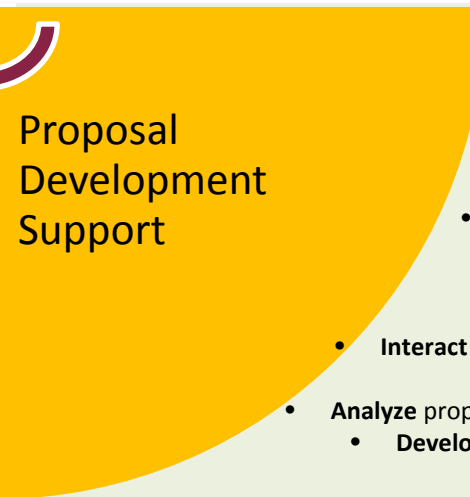 Proposal
Development
Support
•
• Interact
• Analyze prop
• Develo